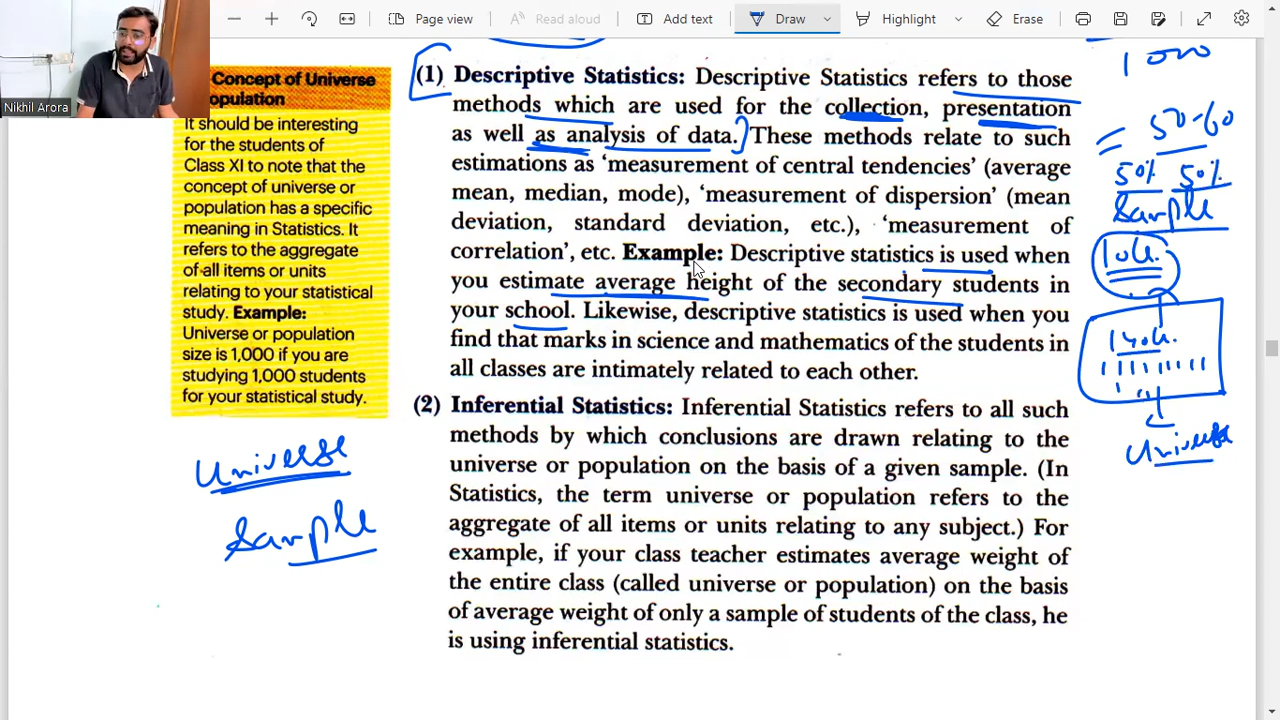 Page view
Read aloud
Add text
Draw
Highlight
Erase
Nikhil Arora
Concept of Universe
opulation
It should be interesting
for the students of
Class XI to note that the
concept of universe or
population has a specific
meaning in Statistics. It
refers to the aggregate
of all items or units
relating to your statistical
study. Example:
Universe or population
size is 1,000 if you are
studying 1,000 students
for your statistical study.
Universe
Sample
(1) Descriptive Statistics: Descriptive Statistics refers to those
methods which are used for the collection, presentation
as well as analysis of data. These methods relate to such
estimations as ‘measurement of central tendencies’ (average
mean, median, mode), ‘measurement of dispersion’ (mean
deviation, standard deviation, etc.), ‘measurement of
correlation’, etc. Example: Descriptive statistics is used when
you estimate average height of the secondary students in
your school. Likewise, descriptive statistics is used when you
find that marks in science and mathematics of the students in
all classes are intimately related to each other.
(2) Inferential Statistics: Inferential Statistics refers to all such
methods by which conclusions are drawn relating to the
universe or population on the basis of a given sample. (In
Statistics, the term universe or population refers to the
aggregate of all items or units relating to any subject.) For
example, if your class teacher estimates average weight of
the entire class (called universe or population) on the basis
of average weight of only a sample of students of the class, he
is using inferential statistics.
1000
= 50-60
50% 50%
Sample
Universe